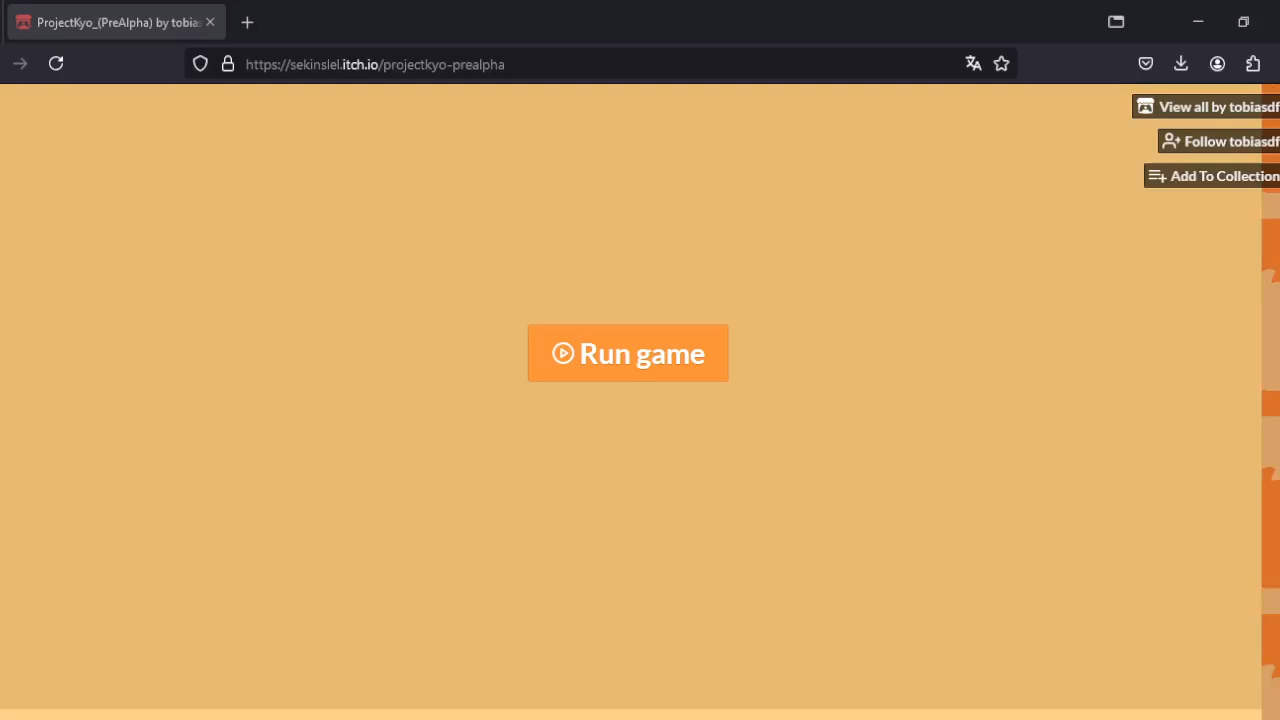 ProjectKyo_(PreAlpha) by tobias
https://sekinslel.itch.io/projectkyo-prealpha
View all by tobiasdf
Follow tobiasdf
Add To Collection
Run game